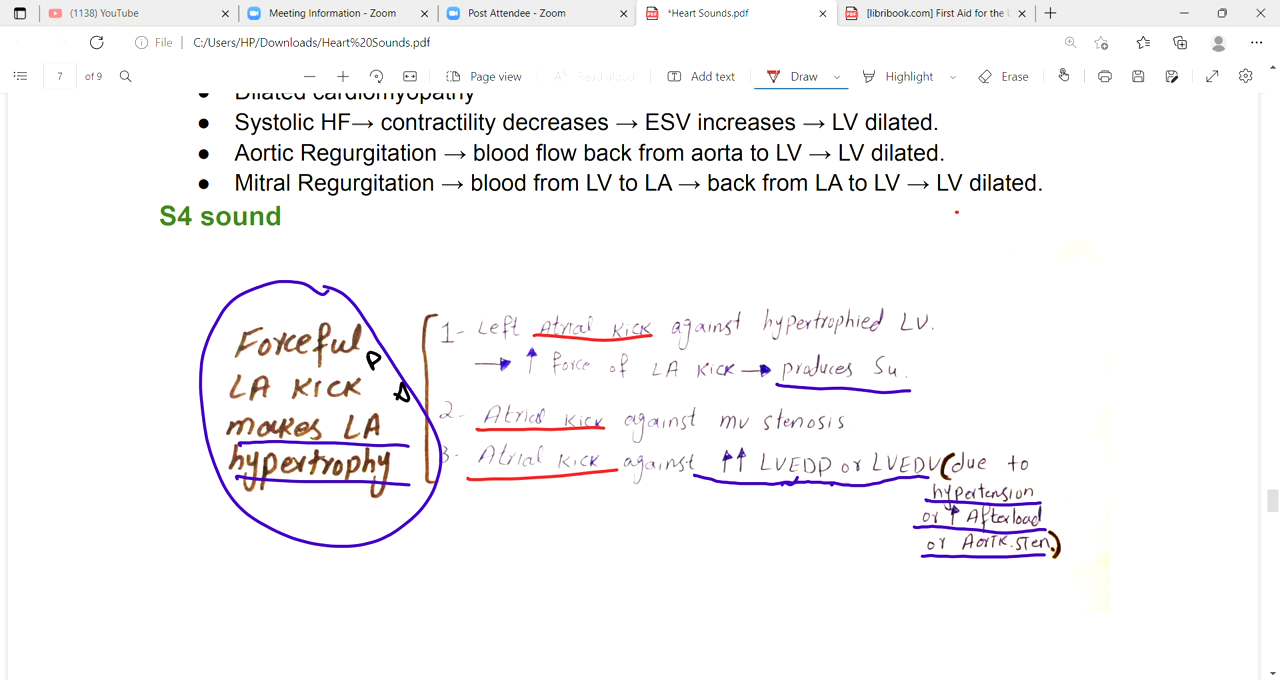 (1138) YouTube
Meeting Information - Zoom
Post Attendee - Zoom
*Heart Sounds.pdf
[libribook.com] First Aid for the
File
C:/Users/HP/Downloads/Heart%20Sounds.pdf
7 of 9
Page view
Read aloud
Add text
Draw
Highlight
Erase
Dilated cardiomyopathy
● Systolic HF→ contractility decreases → ESV increases → LV dilated.
● Aortic Regurgitation → blood flow back from aorta to LV → LV dilated.
● Mitral Regurgitation → blood from LV to LA → back from LA to LV → LV dilated.
S4 sound
Forceful
LA KICK
makes LA
hypertrophy
1- Left Atrial Kick against hypertrophied LV.
→ ↑ force of LA Kick → produces S4.
2- Atrial Kick against mv stenosis
3- Atrial Kick against ↑↑ LVEDP or LVEDV (due to
hypertension
or ↑ Afterload
or Aortic.sten.)